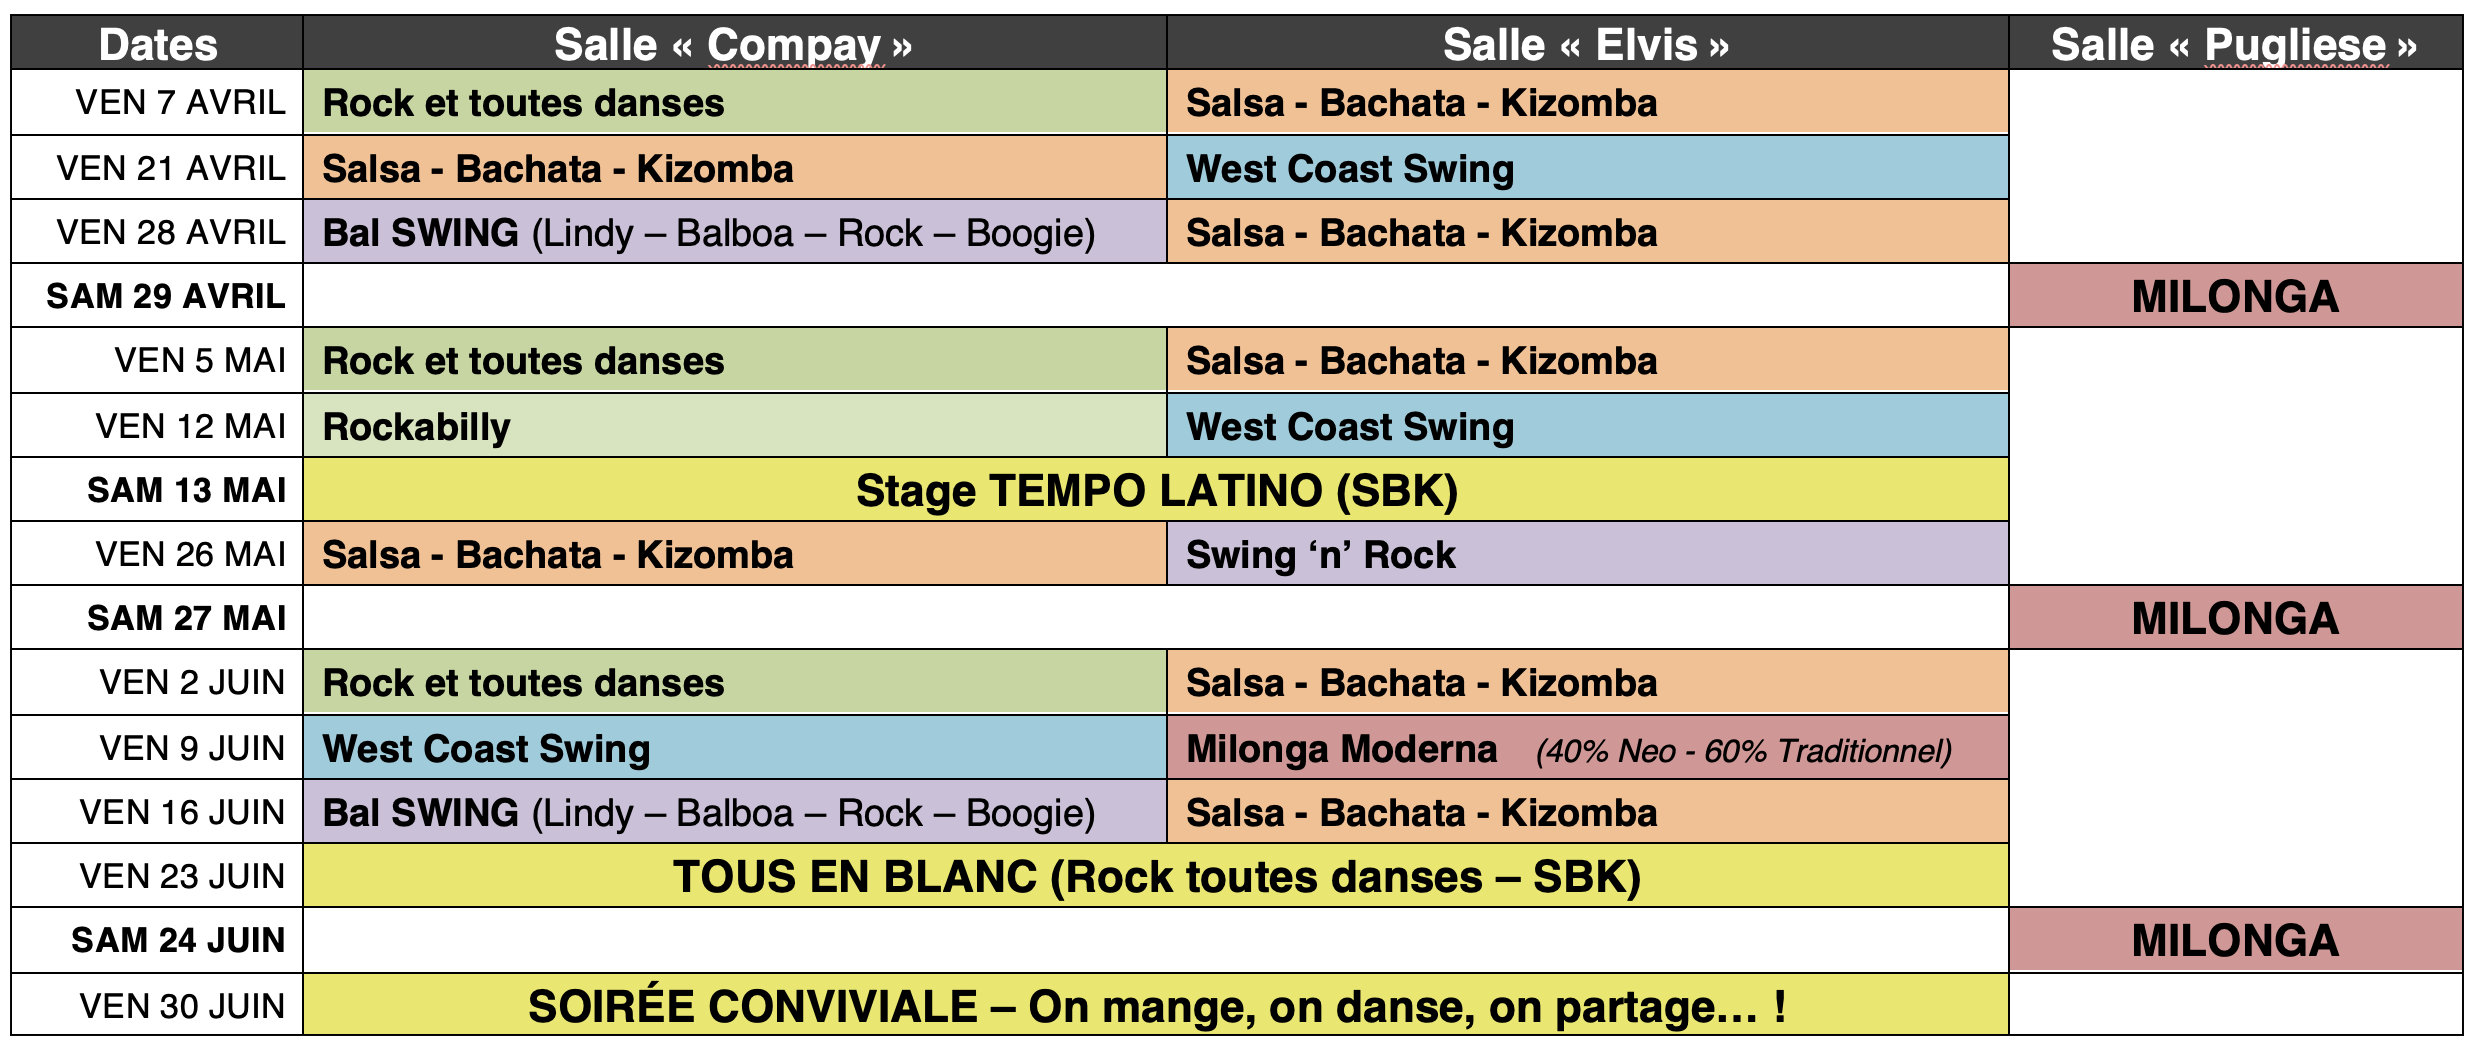 Dates Salle « Compay » Salle « Elvis » Salle « Pugliese »
VEN 7 AVRIL Rock et toutes danses Salsa - Bachata - Kizomba
VEN 21 AVRIL Salsa - Bachata - Kizomba West Coast Swing
VEN 28 AVRIL Bal SWING (Lindy – Balboa – Rock – Boogie) Salsa - Bachata - Kizomba
SAM 29 AVRIL MILONGA
VEN 5 MAI Rock et toutes danses Salsa - Bachata - Kizomba
VEN 12 MAI Rockabilly West Coast Swing
SAM 13 MAI Stage TEMPO LATINO (SBK)
VEN 26 MAI Salsa - Bachata - Kizomba Swing ‘n’ Rock
SAM 27 MAI MILONGA
VEN 2 JUIN Rock et toutes danses Salsa - Bachata - Kizomba
VEN 9 JUIN West Coast Swing Milonga Moderna (40% Neo - 60% Traditionnel)
VEN 16 JUIN Bal SWING (Lindy – Balboa – Rock – Boogie) Salsa - Bachata - Kizomba
VEN 23 JUIN TOUS EN BLANC (Rock toutes danses – SBK)
SAM 24 JUIN MILONGA
VEN 30 JUIN SOIRÉE CONVIVIALE – On mange, on danse, on partage… !